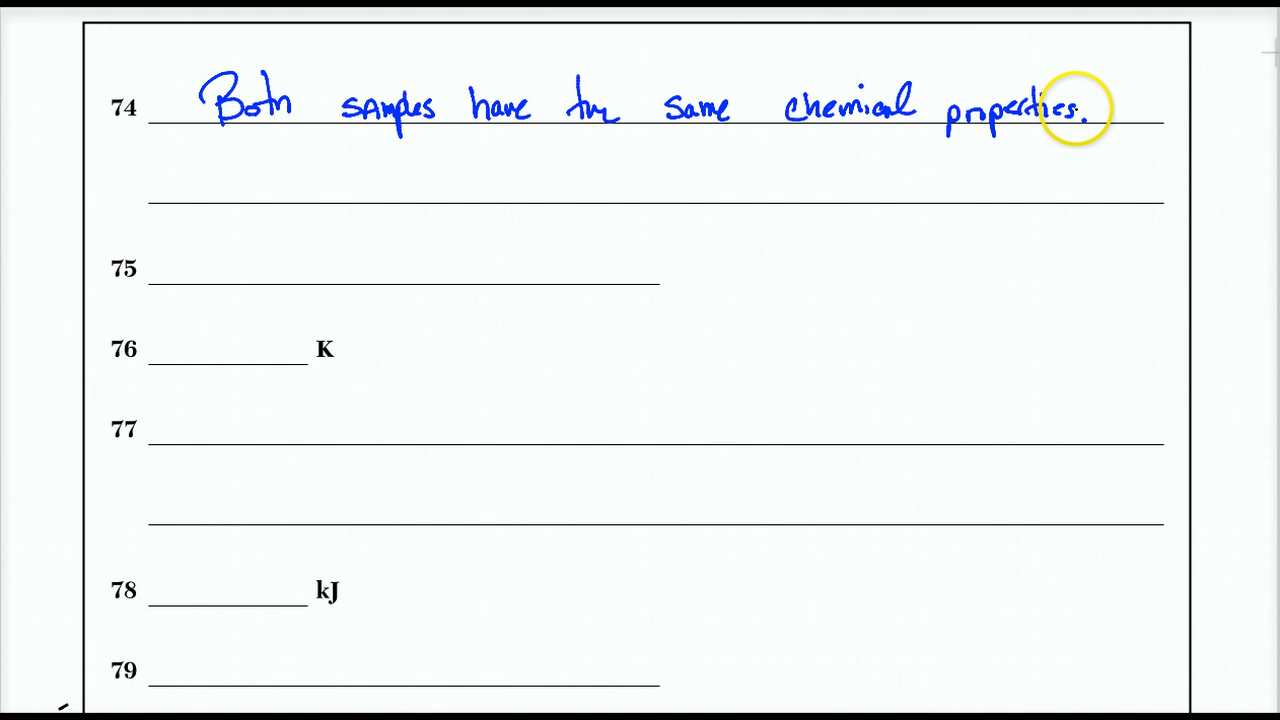 74 Both samples have the same chemical properties.
75
76 K
77
78 kJ
79